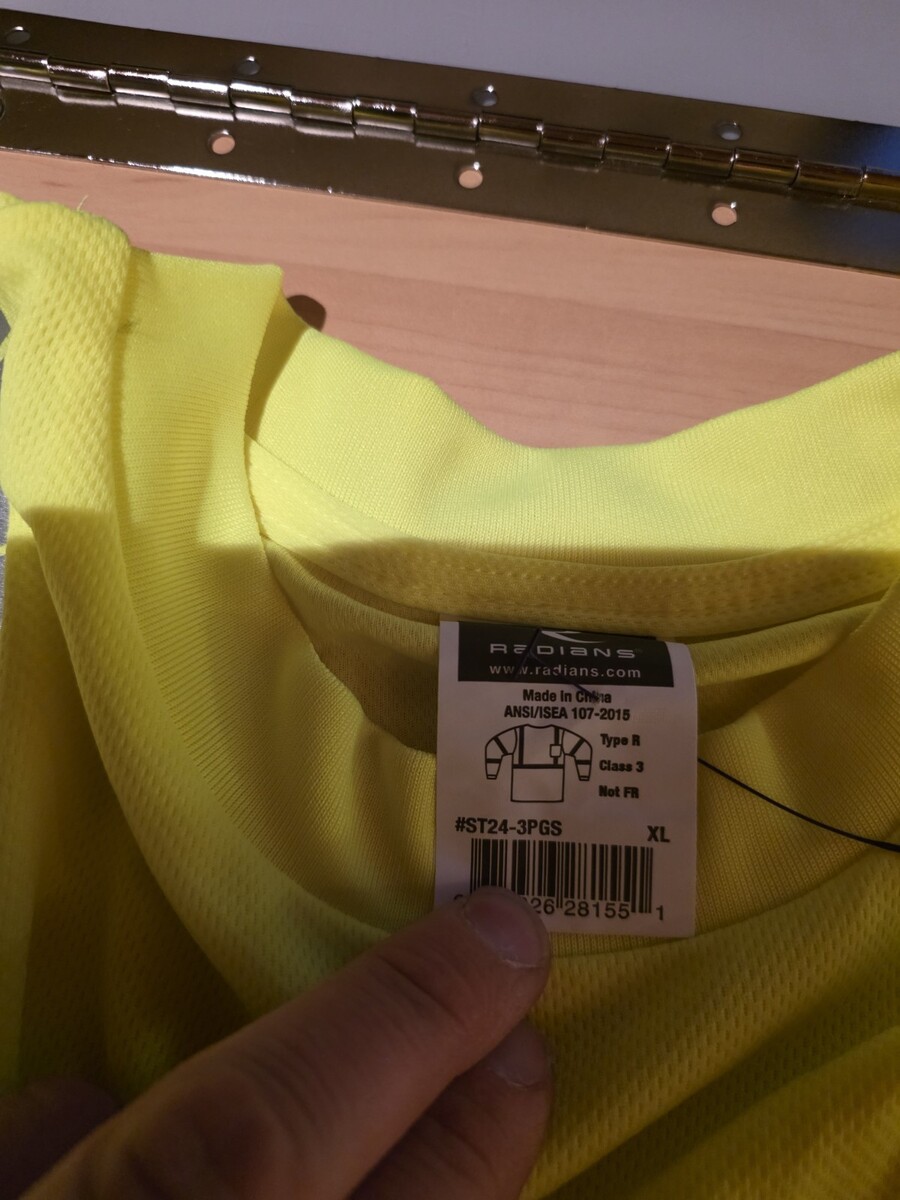 RaDIANS
www.radians.com
Made In China
ANSI/ISEA 107-2015
Type R
Class 3
Not FR
#ST24-3PGS XL
26 28155 1